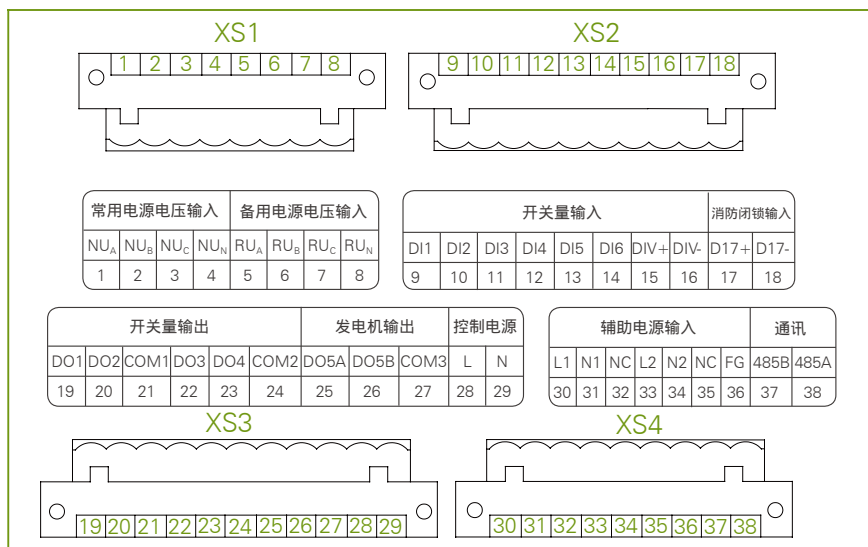 XS1 XS2
1 2 3 4 5 6 7 8 9 10 11 12 13 14 15 16 17 18
常用电源电压输入 备用电源电压输入
NUA NUB NUC NUN RUA RUB RUC RUN
1 2 3 4 5 6 7 8
开关量输入 消防闭锁输入
DI1 DI2 DI3 DI4 DI5 DI6 DIV+ DIV- D17+ D17-
9 10 11 12 13 14 15 16 17 18
开关量输出 发电机输出 控制电源
DO1 DO2 COM1 DO3 DO4 COM2 DO5A DO5B COM3 L N
19 20 21 22 23 24 25 26 27 28 29
辅助电源输入 通讯
L1 N1 NC L2 N2 NC FG 485B 485A
30 31 32 33 34 35 36 37 38
XS3 XS4
19 20 21 22 23 24 25 26 27 28 29 30 31 32 33 34 35 36 37 38